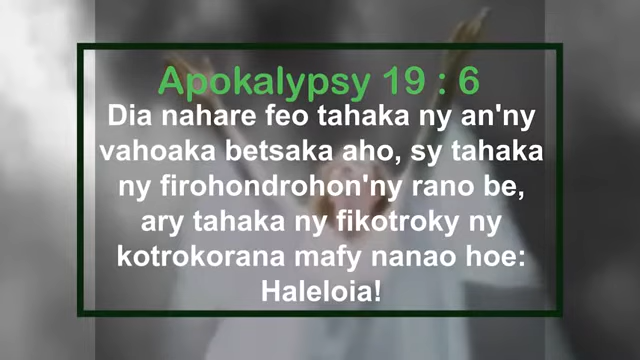 Apokalypsy 19 : 6
Dia nahare feo tahaka ny an'ny
vahoaka betsaka aho, sy tahaka
ny firohondrohon'ny rano be,
ary tahaka ny fikotroky ny
kotrokorana mafy nanao hoe:
Haleloia!